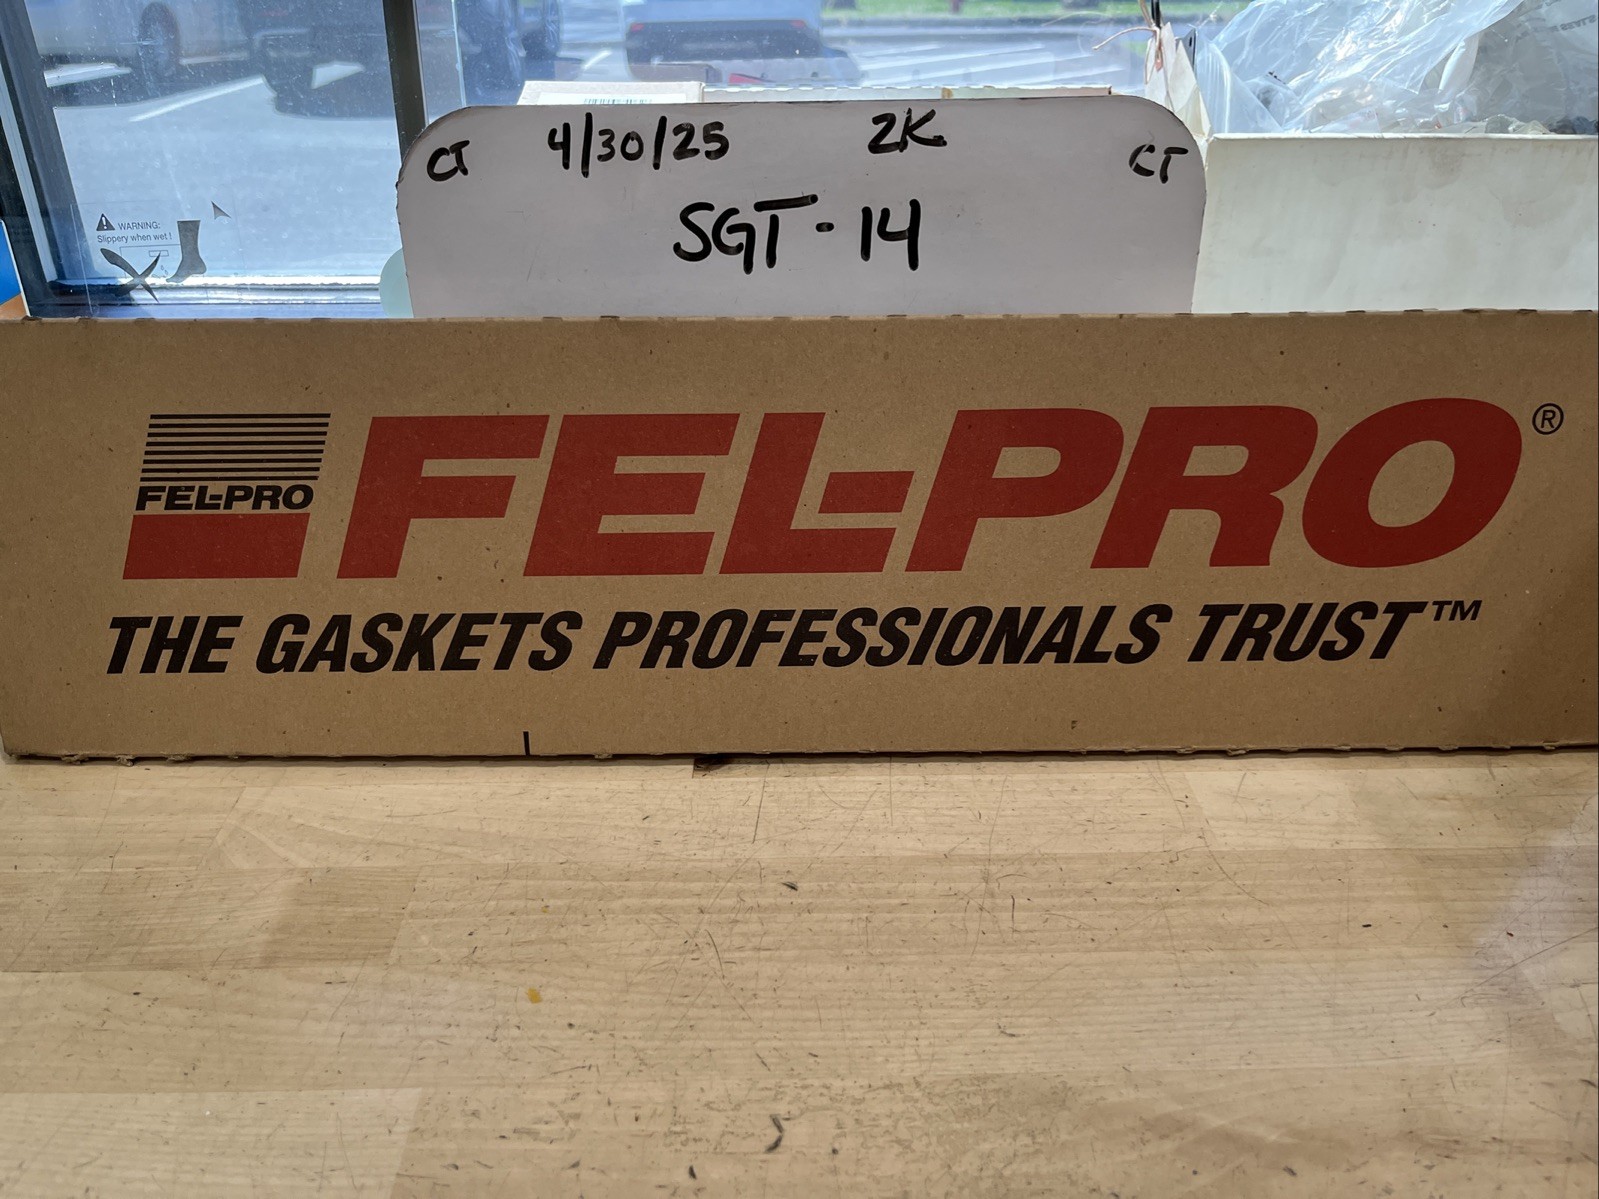 CT 4/30/25 2K CT
SGT-14
WARNING:
Slippery when wet!
FEL-PRO
FEL-PRO®
THE GASKETS PROFESSIONALS TRUST™